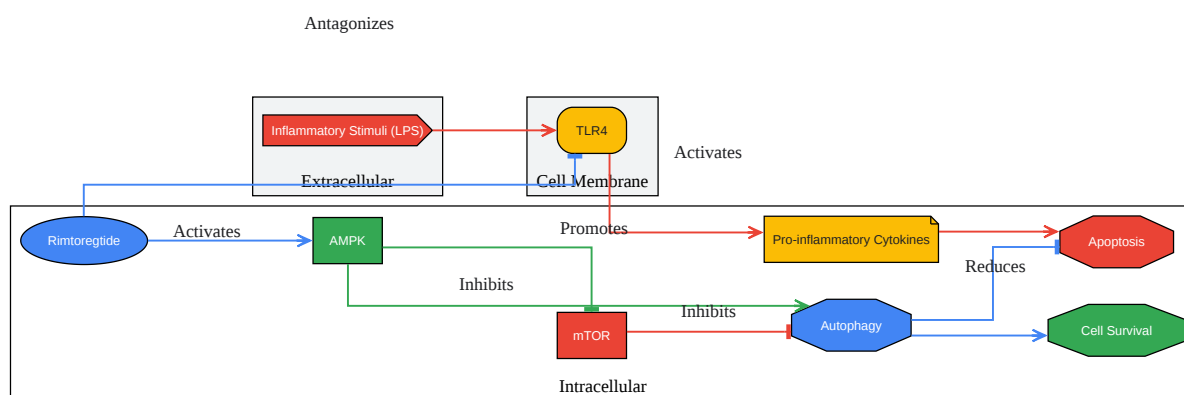 Antagonizes
Inflammatory Stimuli (LPS)
TLR4
Activates
Extracellular
Cell Membrane
Rimtoregtide
Activates
AMPK
Promotes
Pro-inflammatory Cytokines
Apoptosis
Reduces
Inhibits
Inhibits
mTOR
Autophagy
Cell Survival
Intracellular